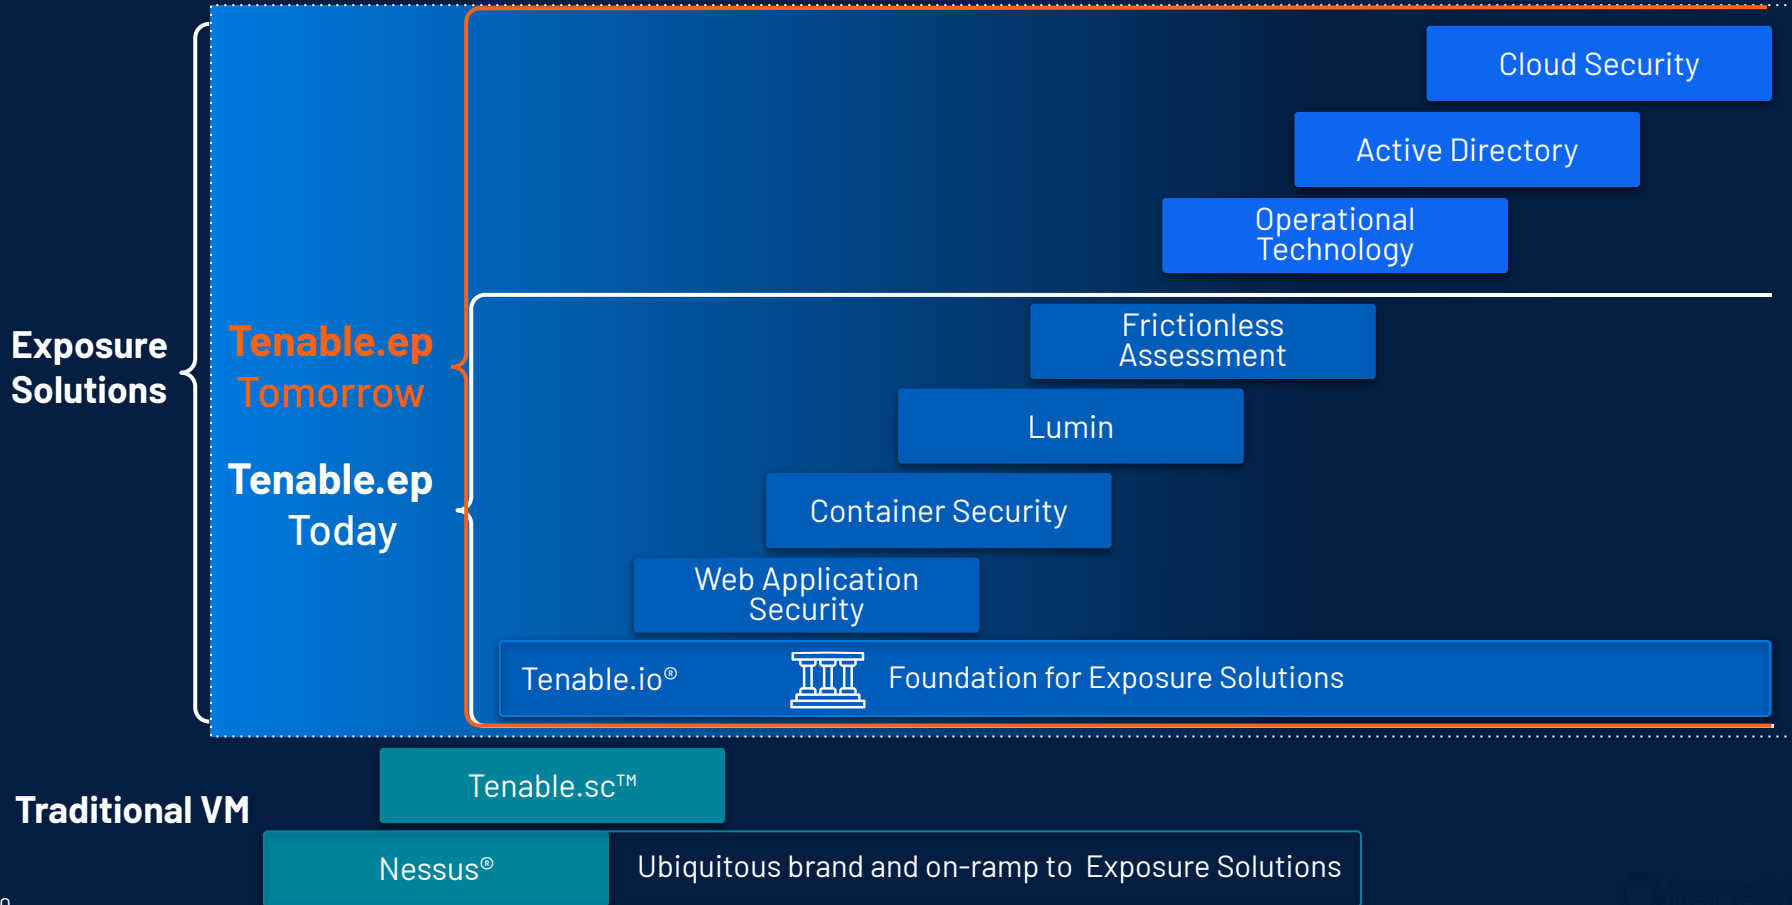 Cloud Security
Active Directory
Operational
Technology
Exposure
Solutions
Tenable.ep
Tomorrow
Tenable.ep
Today
Frictionless
Assessment
Lumin
Container Security
Web Application
Security
Tenable.io®
Foundation for Exposure Solutions
Traditional VM
Tenable.sc™
Nessus®
Ubiquitous brand and on-ramp to Exposure Solutions